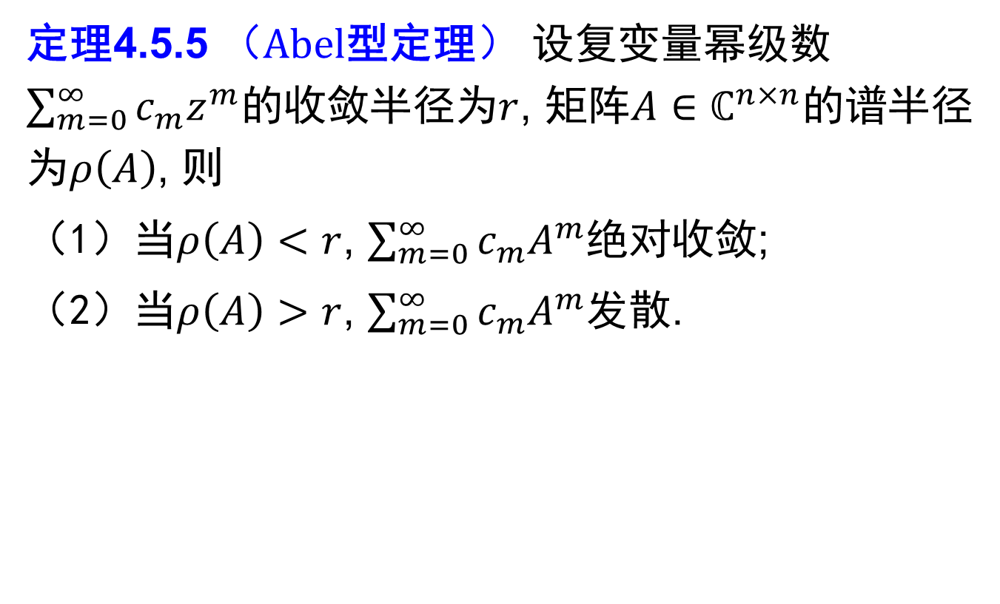 定理4.5.5 （Abel型定理） 设复变量幂级数
$\sum_{m=0}^{\infty} c_m z^m$的收敛半径为$r$, 矩阵$A \in \mathbb{C}^{n \times n}$的谱半径
为$\rho(A)$, 则
（1）当$\rho(A) < r$, $\sum_{m=0}^{\infty} c_m A^m$绝对收敛;
（2）当$\rho(A) > r$, $\sum_{m=0}^{\infty} c_m A^m$发散.